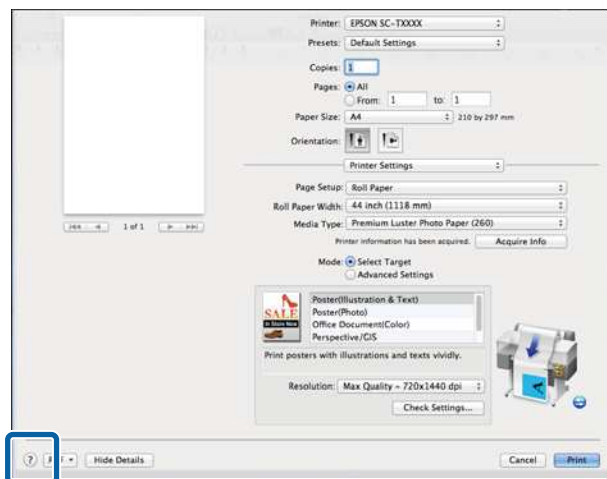 Printer: EPSON SC-TXXXX
Presets: Default Settings
Copies: 1
Pages: All
From: 1 to: 1
Paper Size: A4 210 by 297 mm
Orientation:
Printer Settings
Page Setup: Roll Paper
Roll Paper Width: 44 inch (1118 mm)
1 of 1
Media Type: Premium Luster Photo Paper (260)
Printer information has been acquired. Acquire Info
Mode: Select Target
Advanced Settings
SALE
In Store Now
Poster(Illustration & Text)
Poster(Photo)
Office Document(Color)
Perspective/GIS
Print posters with illustrations and texts vividly.
Resolution: Max Quality - 720x1440 dpi
Check Settings...
? Hide Details Cancel Print